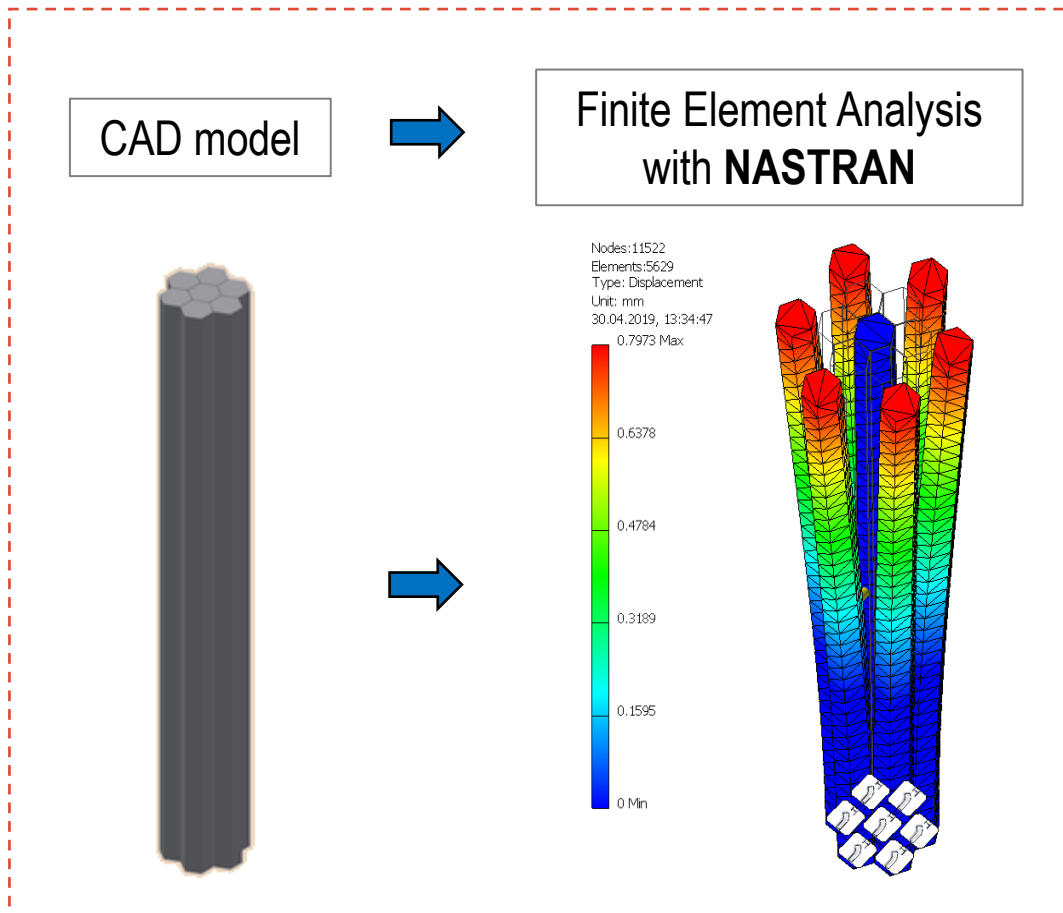 CAD model
Finite Element Analysis
with NASTRAN
Nodes:11522
Elements:5629
Type: Displacement
Unit: mm
30.04.2019, 13:34:47
0.7973 Max
0.6378
0.4784
0.3189
0.1595
0 Min